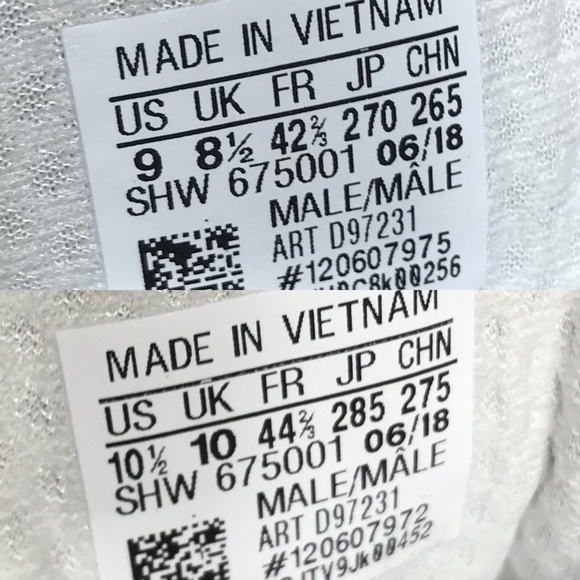 MADE IN VIETNAM
US UK FR JP CHN
9 8½ 42⅔ 270 265
SHW 675001 06/18
MALE/MÂLE
ART D97231
#120607975
MADE IN VIETNAM
US UK FR JP CHN
10½ 10 44⅔ 285 275
SHW 675001 06/18
MALE/MÂLE
ART D97231
#120607972